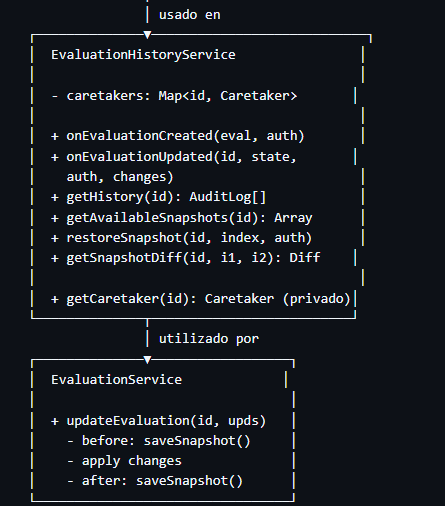 usado en
EvaluationHistoryService
- caretakers: Map<id, Caretaker>
+ onEvaluationCreated(eval, auth)
+ onEvaluationUpdated(id, state,
auth, changes)
+ getHistory(id): AuditLog[]
+ getAvailableSnapshots(id): Array
+ restoreSnapshot(id, index, auth)
+ getSnapshotDiff(id, i1, i2): Diff
+ getCaretaker(id): Caretaker (privado)
utilizado por
EvaluationService
+ updateEvaluation(id, upds)
- before: saveSnapshot()
- apply changes
- after: saveSnapshot()